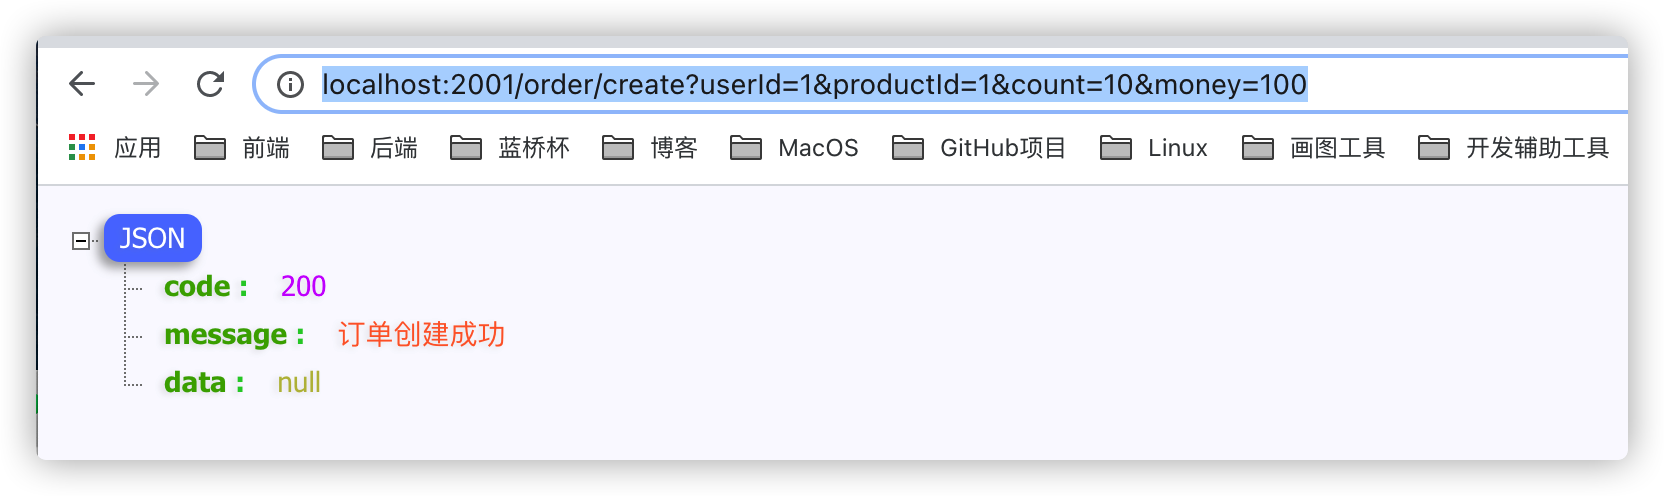 localhost:2001/order/create?userId=1&productId=1&count=10&money=100
应用 前端 后端 蓝桥杯 博客 MacOS GitHub项目 Linux 画图工具 开发辅助工具
JSON
code : 200
message : 订单创建成功
data : null